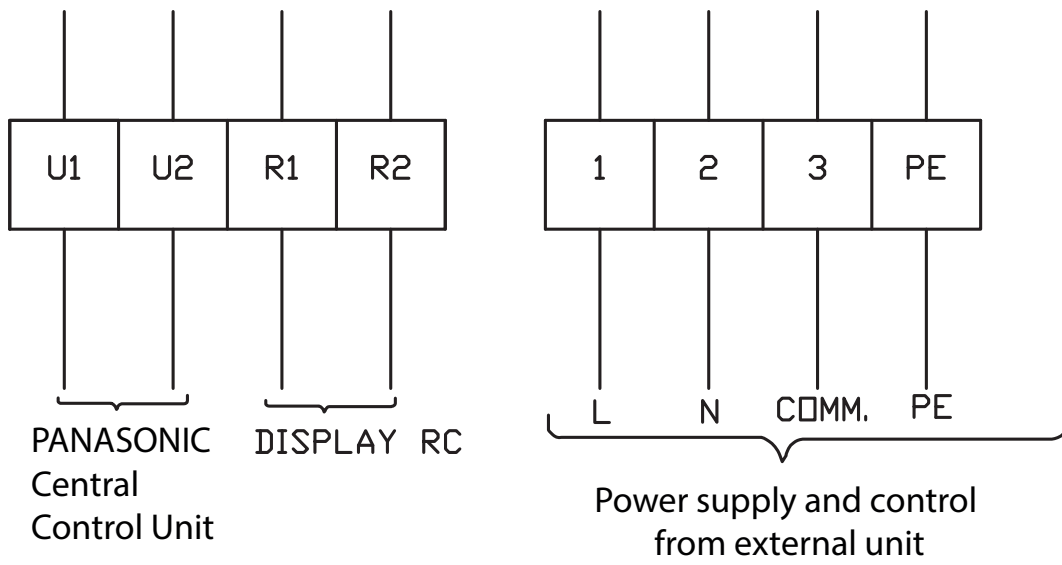 U1 U2 R1 R2 1 2 3 PE
L N COMM. PE
PANASONIC
Central
Control Unit
DISPLAY RC
Power supply and control
from external unit